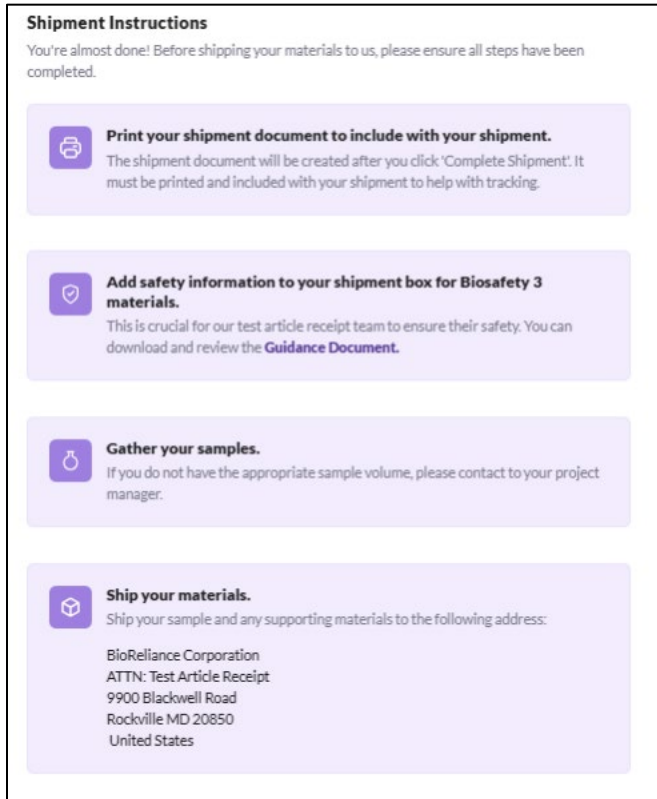 Shipment Instructions
You're almost done! Before shipping your materials to us, please ensure all steps have been
completed.
Print your shipment document to include with your shipment.
The shipment document will be created after you click 'Complete Shipment'. It
must be printed and included with your shipment to help with tracking.
Add safety information to your shipment box for Biosafety 3
materials.
This is crucial for our test article receipt team to ensure their safety. You can
download and review the Guidance Document.
Gather your samples.
If you do not have the appropriate sample volume, please contact to your project
manager.
Ship your materials.
Ship your sample and any supporting materials to the following address:
BioReliance Corporation
ATTN: Test Article Receipt
9900 Blackwell Road
Rockville MD 20850
United States